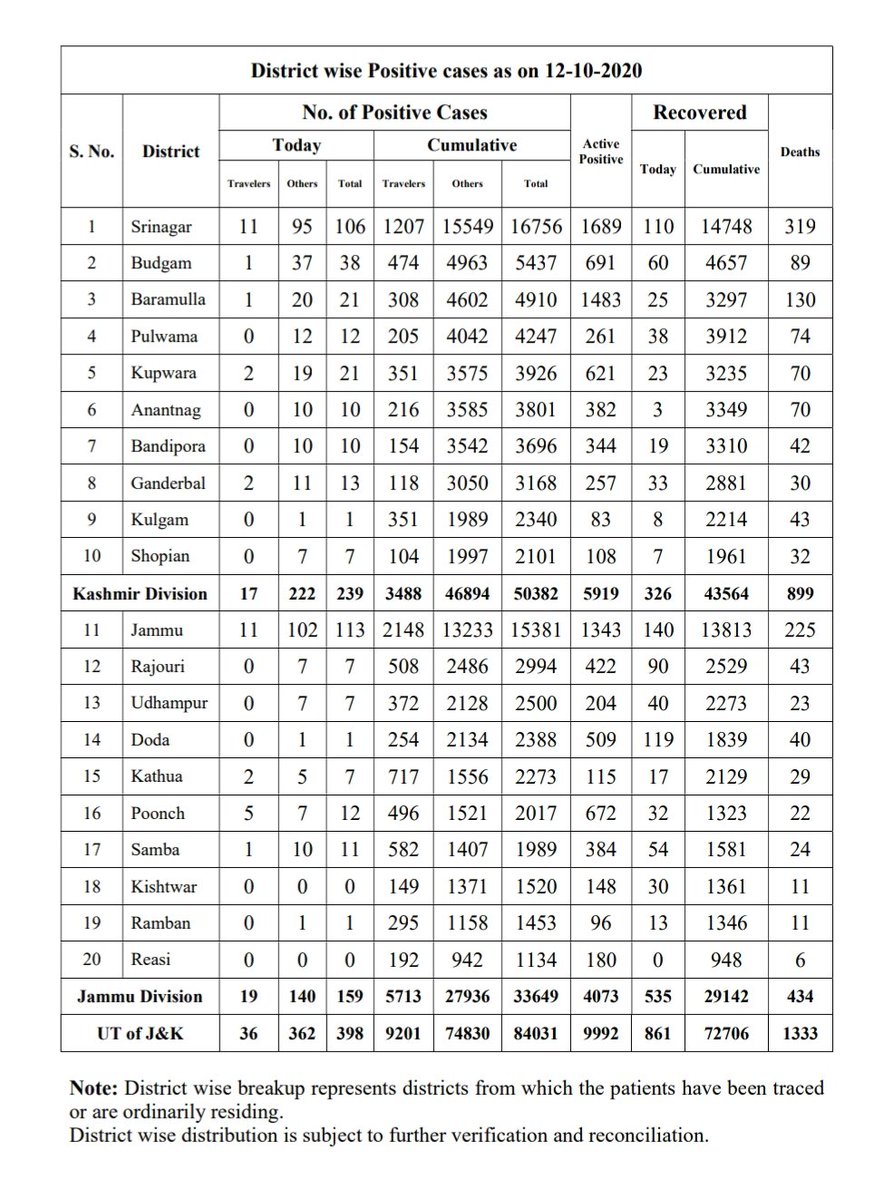 District wise Positive cases as on 12-10-2020
S. No. District No. of Positive Cases Active Positive Recovered Deaths
Today Cumulative Today Cumulative
Travelers Others Total Travelers Others Total
1 Srinagar 11 95 106 1207 15549 16756 1689 110 14748 319
2 Budgam 1 37 38 474 4963 5437 691 60 4657 89
3 Baramulla 1 20 21 308 4602 4910 1483 25 3297 130
4 Pulwama 0 12 12 205 4042 4247 261 38 3912 74
5 Kupwara 2 19 21 351 3575 3926 621 23 3235 70
6 Anantnag 0 10 10 216 3585 3801 382 3 3349 70
7 Bandipora 0 10 10 154 3542 3696 344 19 3310 42
8 Ganderbal 2 11 13 118 3050 3168 257 33 2881 30
9 Kulgam 0 1 1 351 1989 2340 83 8 2214 43
10 Shopian 0 7 7 104 1997 2101 108 7 1961 32
Kashmir Division 17 222 239 3488 46894 50382 5919 326 43564 899
11 Jammu 11 102 113 2148 13233 15381 1343 140 13813 225
12 Rajouri 0 7 7 508 2486 2994 422 90 2529 43
13 Udhampur 0 7 7 372 2128 2500 204 40 2273 23
14 Doda 0 1 1 254 2134 2388 509 119 1839 40
15 Kathua 2 5 7 717 1556 2273 115 17 2129 29
16 Poonch 5 7 12 496 1521 2017 672 32 1323 22
17 Samba 1 10 11 582 1407 1989 384 54 1581 24
18 Kishtwar 0 0 0 149 1371 1520 148 30 1361 11
19 Ramban 0 1 1 295 1158 1453 96 13 1346 11
20 Reasi 0 0 0 192 942 1134 180 0 948 6
Jammu Division 19 140 159 5713 27936 33649 4073 535 29142 434
UT of J&K 36 362 398 9201 74830 84031 9992 861 72706 1333
Note: District wise breakup represents districts from which the patients have been traced
or are ordinarily residing.
District wise distribution is subject to further verification and reconciliation.